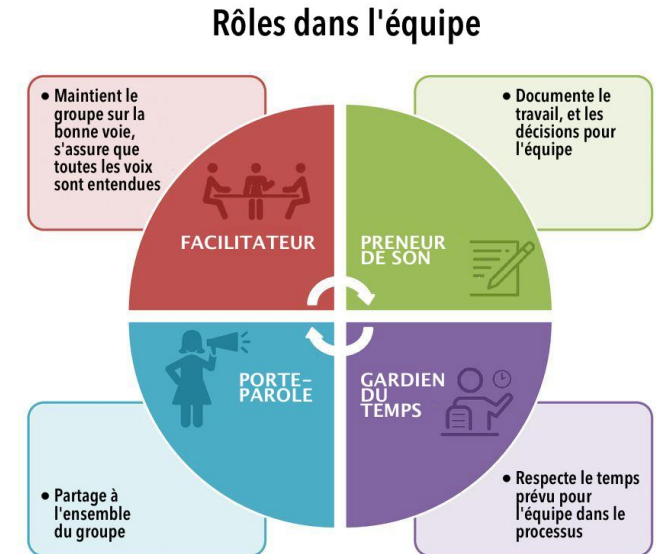 Rôles dans l'équipe
• Maintient le
groupe sur la
bonne voie,
s'assure que
toutes les voix
sont entendues
• Documente le
travail, et les
décisions pour
l'équipe
FACILITATEUR
PRENEUR
DE SON
PORTE-
PAROLE
GARDIEN
DU
TEMPS
• Partage à
l'ensemble
du groupe
• Respecte le temps
prévu pour
l'équipe dans le
processus